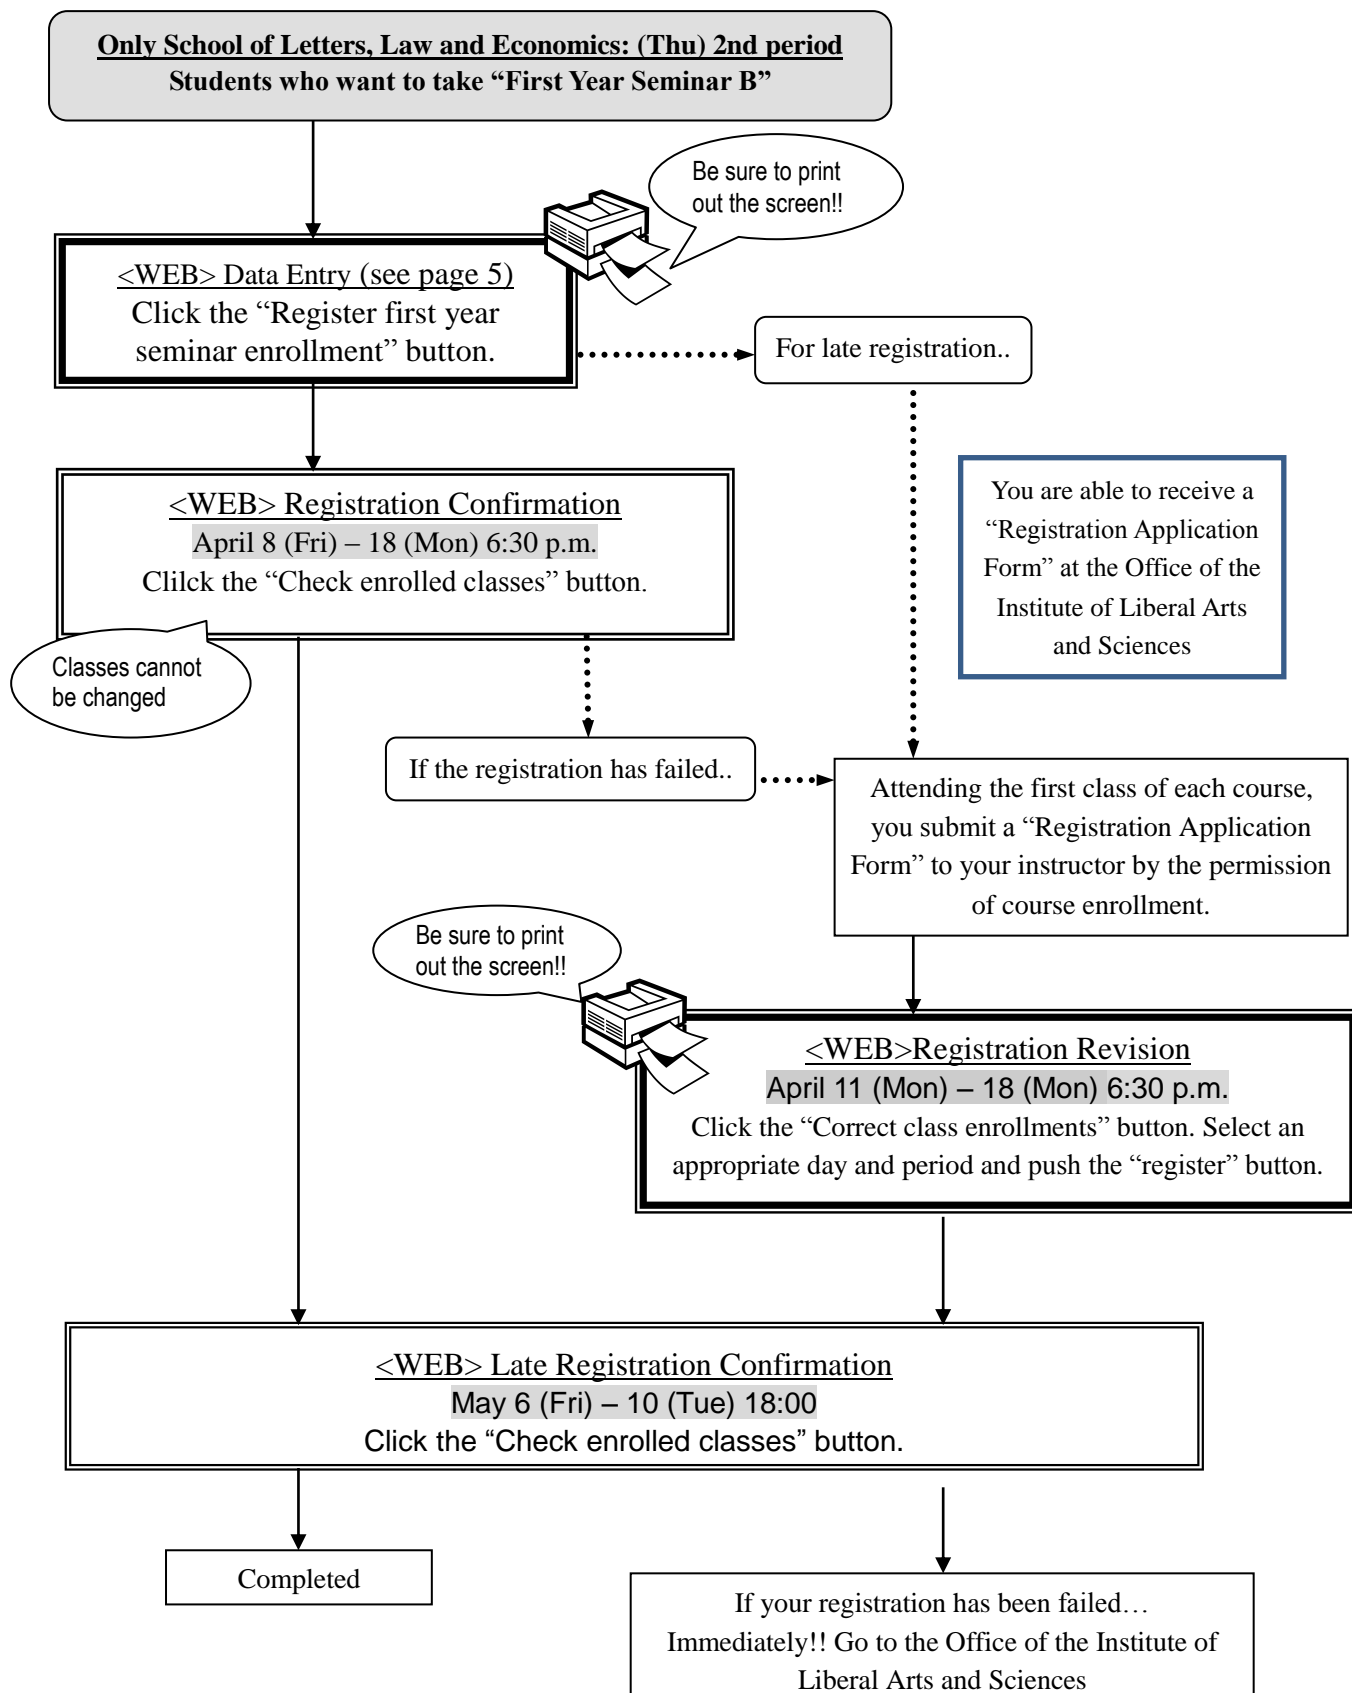 Only School of Letters, Law and Economics: (Thu) 2nd period
Students who want to take “First Year Seminar B”
Be sure to print
out the screen!!
<WEB> Data Entry (see page 5)
Click the “Register first year
seminar enrollment” button.
For late registration..
<WEB> Registration Confirmation
April 8 (Fri) – 18 (Mon) 6:30 p.m.
Clilck the “Check enrolled classes” button.
You are able to receive a
“Registration Application
Form” at the Office of the
Institute of Liberal Arts
and Sciences
Classes cannot
be changed
If the registration has failed..
Attending the first class of each course,
you submit a “Registration Application
Form” to your instructor by the permission
of course enrollment.
Be sure to print
out the screen!!
<WEB>Registration Revision
April 11 (Mon) – 18 (Mon) 6:30 p.m.
Click the “Correct class enrollments” button. Select an
appropriate day and period and push the “register” button.
<WEB> Late Registration Confirmation
May 6 (Fri) – 10 (Tue) 18:00
Click the “Check enrolled classes” button.
Completed
If your registration has been failed…
Immediately!! Go to the Office of the Institute of
Liberal Arts and Sciences